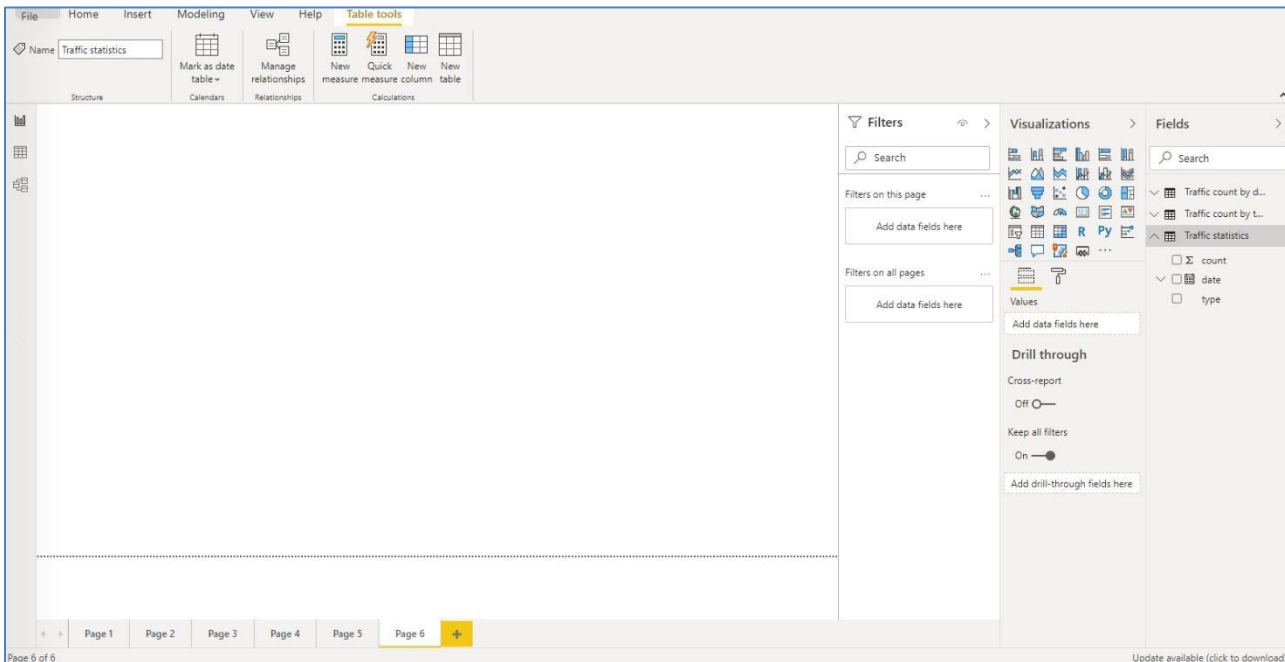 File Home Insert Modeling View Help Table tools
Name Traffic statistics
Mark as date table
Manage relationships
New measure
Quick measure
New column
New table
Structure Calendars Relationships Calculations
Filters
Search
Filters on this page ...
Add data fields here
Filters on all pages ...
Add data fields here
Visualizations
R Py
...
Values
Add data fields here
Drill through
Cross-report
Off
Keep all filters
On
Add drill-through fields here
Fields
Search
Traffic count by d...
Traffic count by t...
Traffic statistics
Σ count
date
type
Page 1 Page 2 Page 3 Page 4 Page 5 Page 6 +
Page 6 of 6
Update available (click to download)